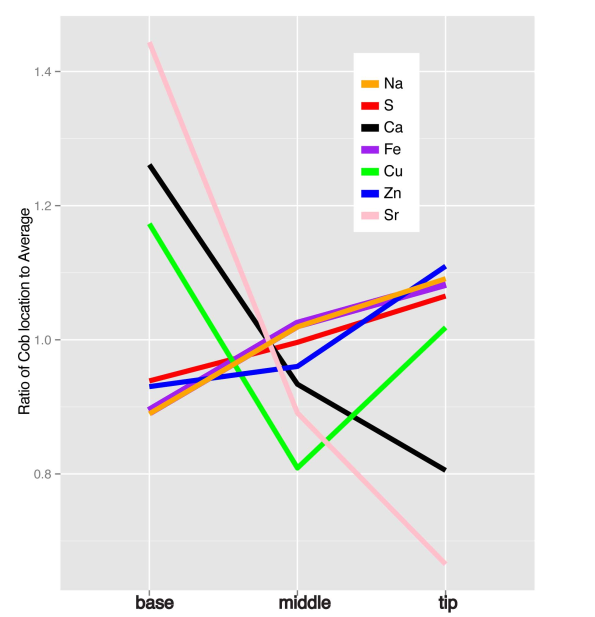 Ratio of Cob location to Average
1.4
1.2
1.0
0.8
Na
S
Ca
Fe
Cu
Zn
Sr
base middle tip